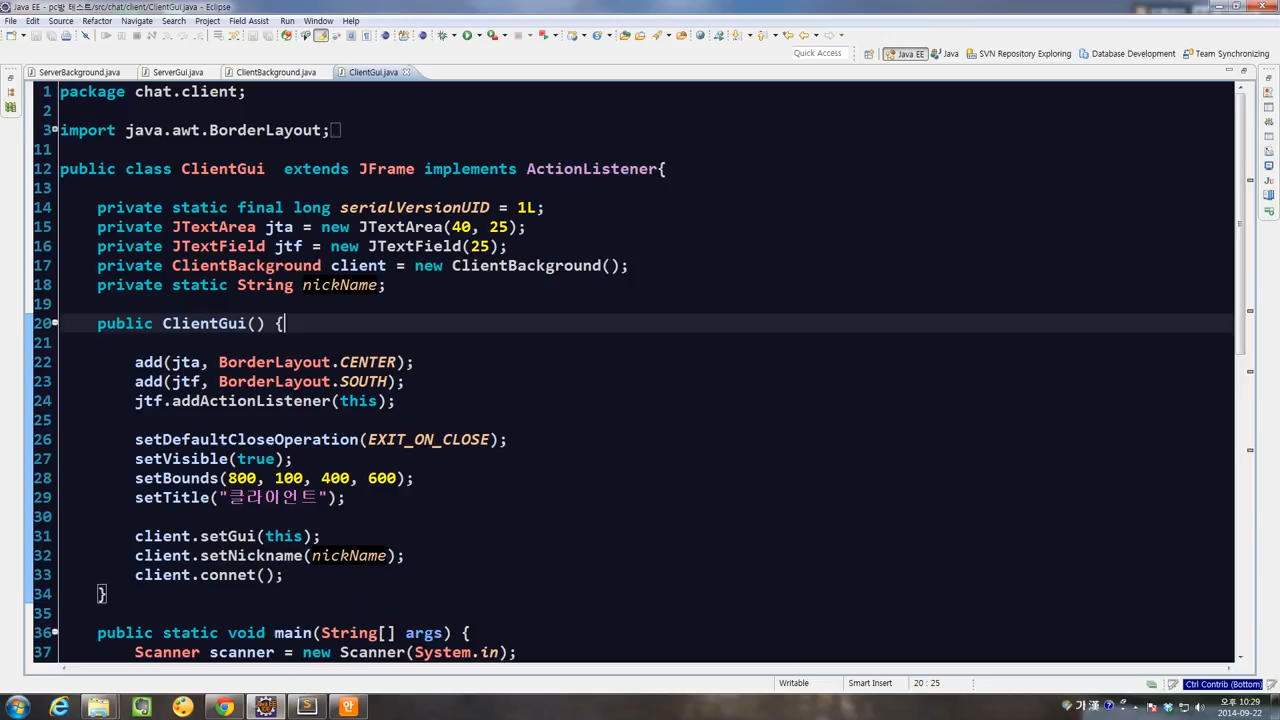 Java EE - pc방 테스트/src/chat/client/ClientGui.java - Eclipse
File Edit Source Refactor Navigate Search Project Field Assist Run Window Help
Quick Access Java EE Java SVN Repository Exploring Database Development Team Synchronizing
ServerBackground.java ServerGui.java ClientBackground.java ClientGui.java
1 package chat.client;
2
3 import java.awt.BorderLayout;
11
12 public class ClientGui extends JFrame implements ActionListener{
13
14 private static final long serialVersionUID = 1L;
15 private JTextArea jta = new JTextArea(40, 25);
16 private JTextField jtf = new JTextField(25);
17 private ClientBackground client = new ClientBackground();
18 private static String nickName;
19
20 public ClientGui() {
21
22 add(jta, BorderLayout.CENTER);
23 add(jtf, BorderLayout.SOUTH);
24 jtf.addActionListener(this);
25
26 setDefaultCloseOperation(EXIT_ON_CLOSE);
27 setVisible(true);
28 setBounds(800, 100, 400, 600);
29 setTitle("클라이언트");
30
31 client.setGui(this);
32 client.setNickname(nickName);
33 client.connet();
34 }
35
36 public static void main(String[] args) {
37 Scanner scanner = new Scanner(System.in);
Writable Smart Insert 20 : 25 Ctrl Contrib (Bottom)
가 漢
오후 10:29
2014-09-22